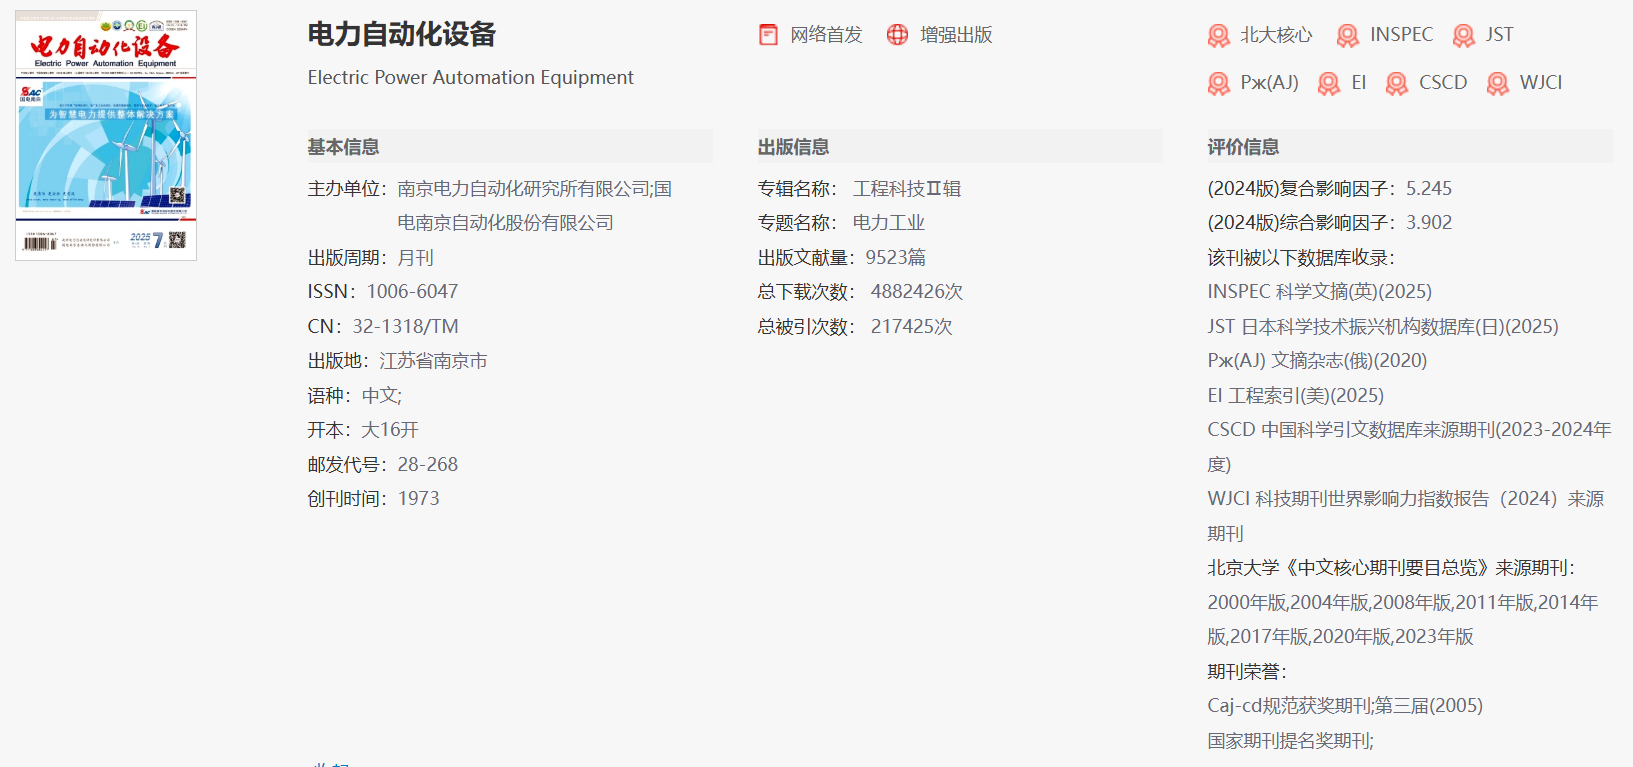 电力自动化设备
Electric Power Automation Equipment
为智慧电力提供整体解决方案
2025 7
电力自动化设备
Electric Power Automation Equipment
网络首发 增强出版
北大核心 INSPEC JST
Рж(AJ) EI CSCD WJCI
基本信息
主办单位：南京电力自动化研究所有限公司;国
电南京自动化股份有限公司
出版周期：月刊
ISSN：1006-6047
CN：32-1318/TM
出版地：江苏省南京市
语种：中文;
开本：大16开
邮发代号：28-268
创刊时间：1973
出版信息
专辑名称：工程科技Ⅱ辑
专题名称：电力工业
出版文献量：9523篇
总下载次数：4882426次
总被引次数：217425次
评价信息
(2024版)复合影响因子：5.245
(2024版)综合影响因子：3.902
该刊被以下数据库收录：
INSPEC 科学文摘(英)(2025)
JST 日本科学技术振兴机构数据库(日)(2025)
Рж(AJ) 文摘杂志(俄)(2020)
EI 工程索引(美)(2025)
CSCD 中国科学引文数据库来源期刊(2023-2024年
度)
WJCI 科技期刊世界影响力指数报告（2024）来源
期刊
北京大学《中文核心期刊要目总览》来源期刊：
2000年版,2004年版,2008年版,2011年版,2014年
版,2017年版,2020年版,2023年版
期刊荣誉：
Caj-cd规范获奖期刊;第三届(2005)
国家期刊提名奖期刊;